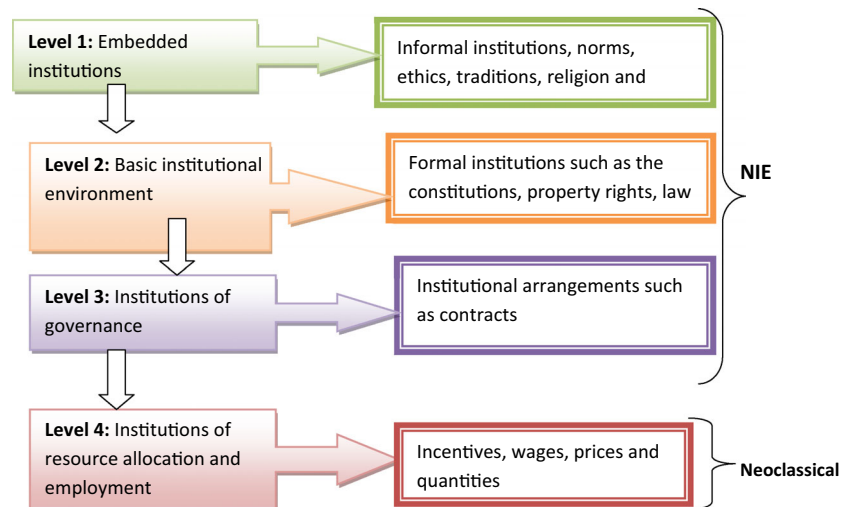 Level 1: Embedded
institutions
Informal institutions, norms,
ethics, traditions, religion and
Level 2: Basic institutional
environment
Formal institutions such as the
constitutions, property rights, law
NIE
Level 3: Institutions of
governance
Institutional arrangements such
as contracts
Level 4: Institutions of
resource allocation and
employment
Incentives, wages, prices and
quantities
Neoclassical